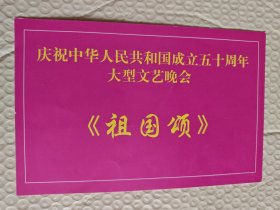 庆祝中华人民共和国成立五十周年
大型文艺晚会
《祖国颂》